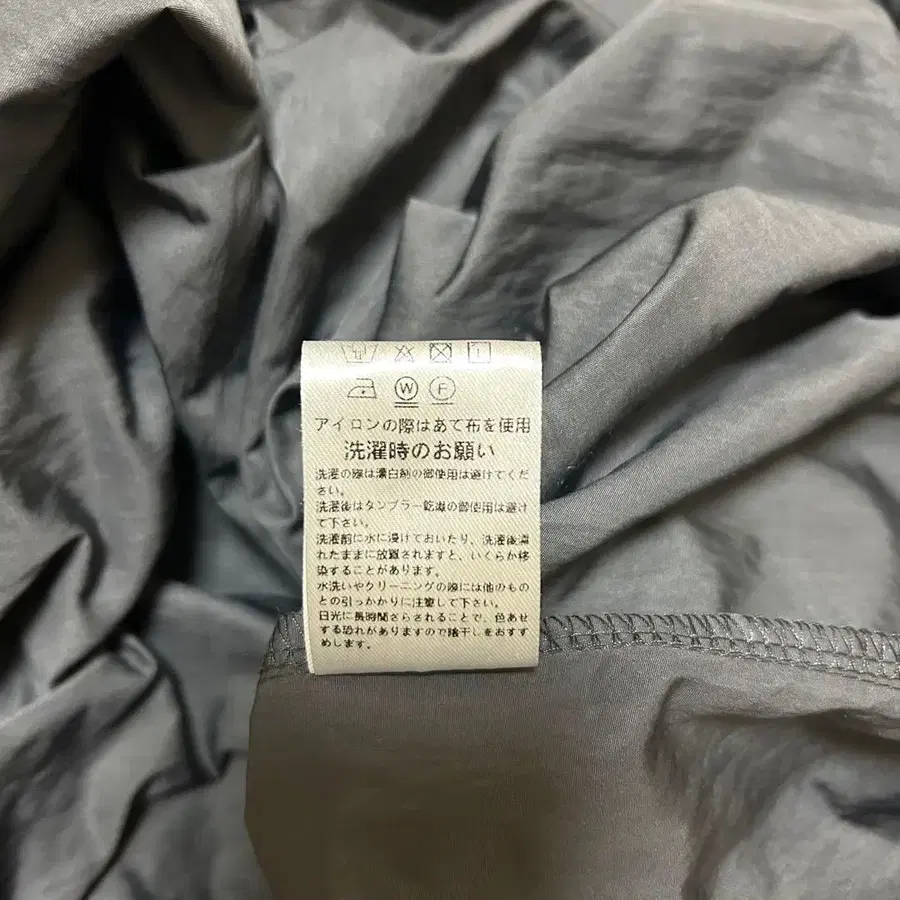 W F
アイロンの際はあて布を使用
洗濯時のお願い
洗濯の際は漂白剤の御使用は避けてくだ
さい。
洗濯後はタンブラー乾燥の御使用は避け
て下さい。
洗濯前に水に浸けておいたり、洗濯後濡
れたままに放置されますと、いくらか移
染することがあります。
水洗いやクリーニングの際には他のもの
との引っかかりに注意して下さい。
日光に長時間さらされることで、色あせ
する恐れがありますので陰干しをおすす
めします。